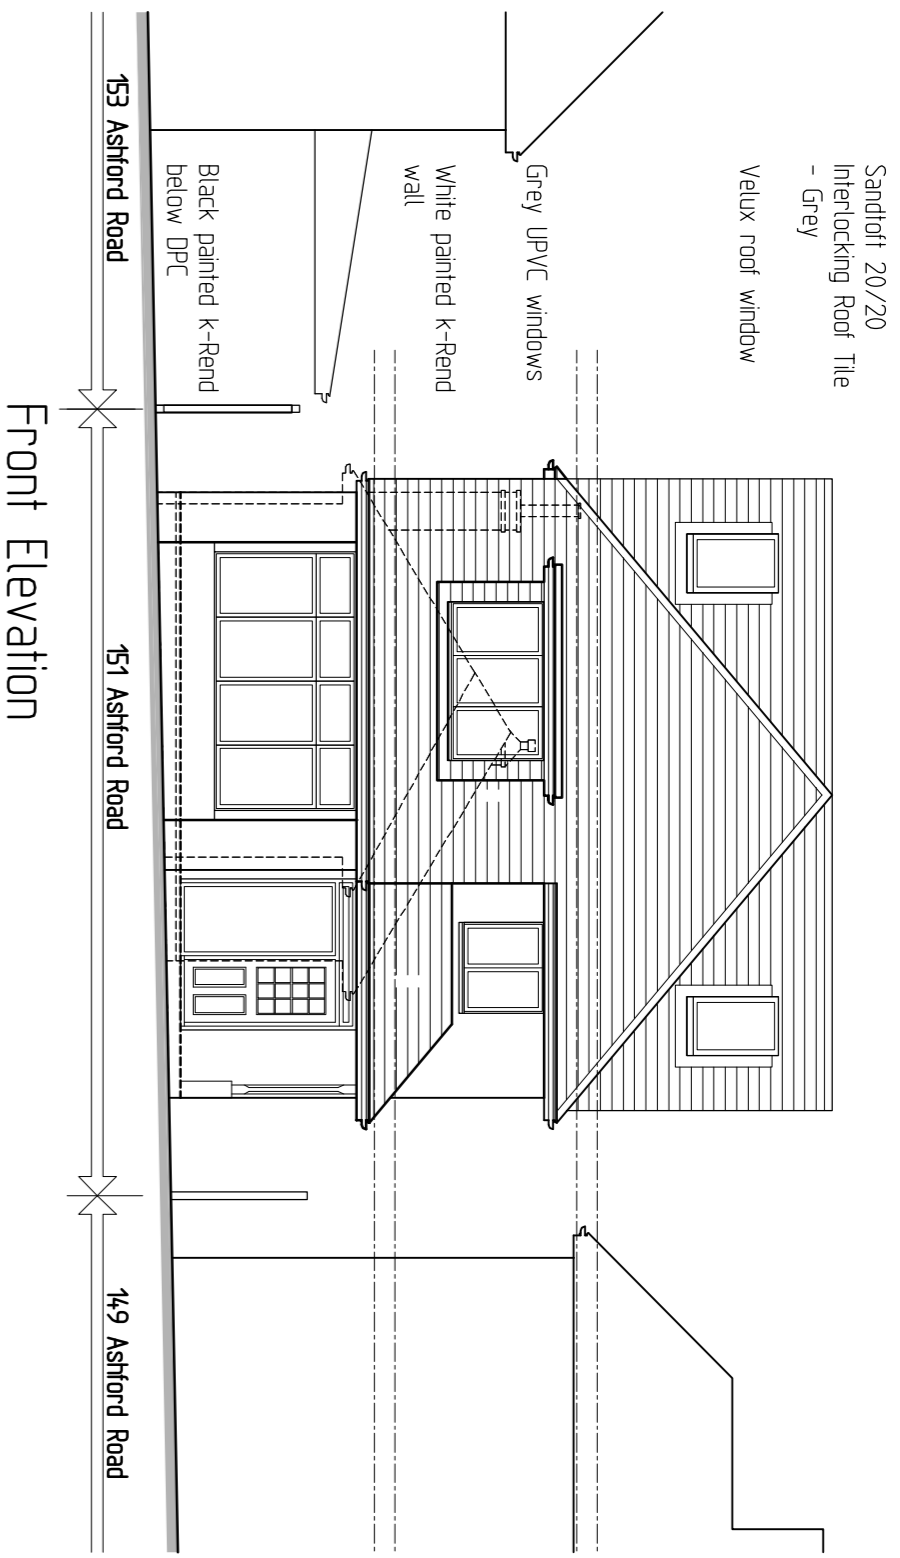 Sandtoft 20/20
Interlocking Roof Tile
- Grey
Velux roof window
Grey UPVC windows
White painted k-Rend
wall
Black painted k-Rend
below DPC
153 Ashford Road
151 Ashford Road
149 Ashford Road
Front Elevation